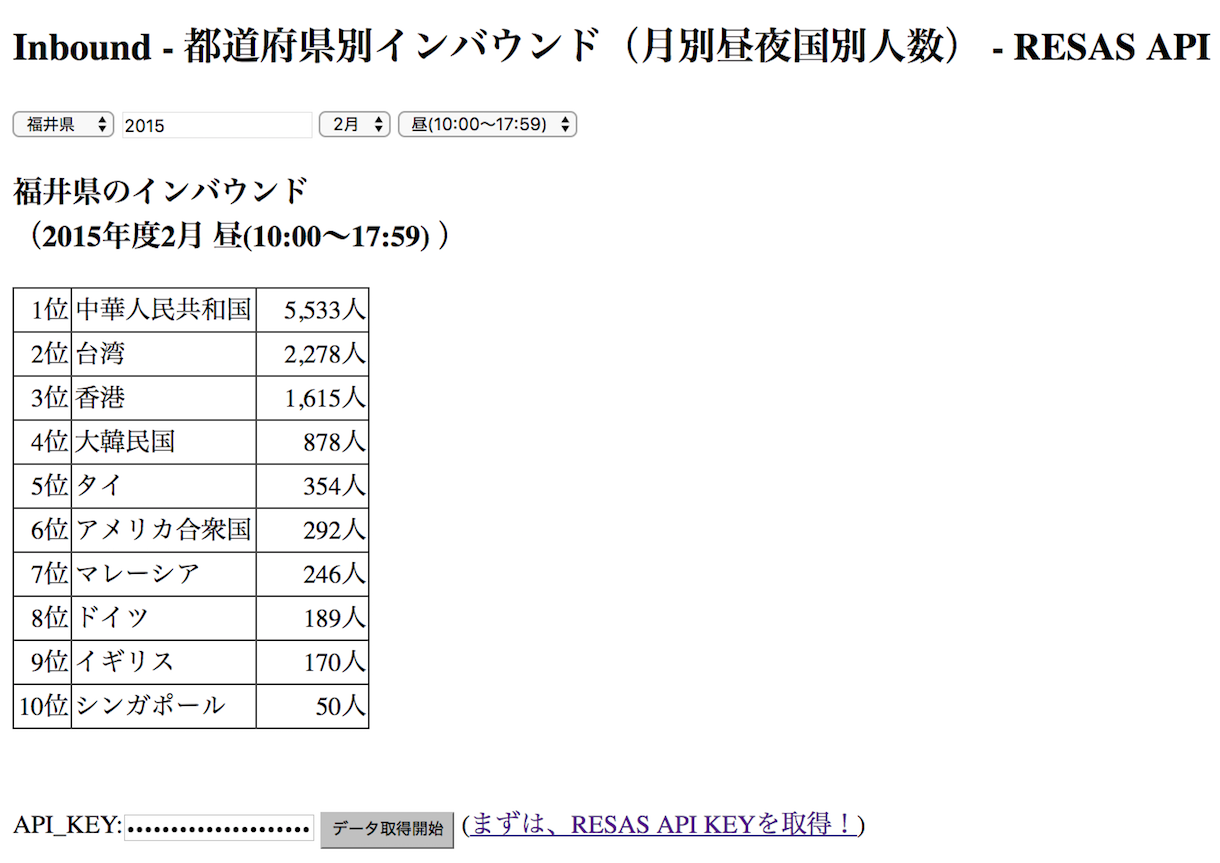 Inbound - 都道府県別インバウンド（月別昼夜国別人数） - RESAS API
福井県 2015 2月 昼(10:00〜17:59)
福井県のインバウンド
（2015年度2月 昼(10:00〜17:59) ）
1位 中華人民共和国 5,533人
2位 台湾 2,278人
3位 香港 1,615人
4位 大韓民国 878人
5位 タイ 354人
6位 アメリカ合衆国 292人
7位 マレーシア 246人
8位 ドイツ 189人
9位 イギリス 170人
10位 シンガポール 50人
API_KEY: ••••••••••••••••••••• データ取得開始 (まずは、RESAS API KEYを取得！)